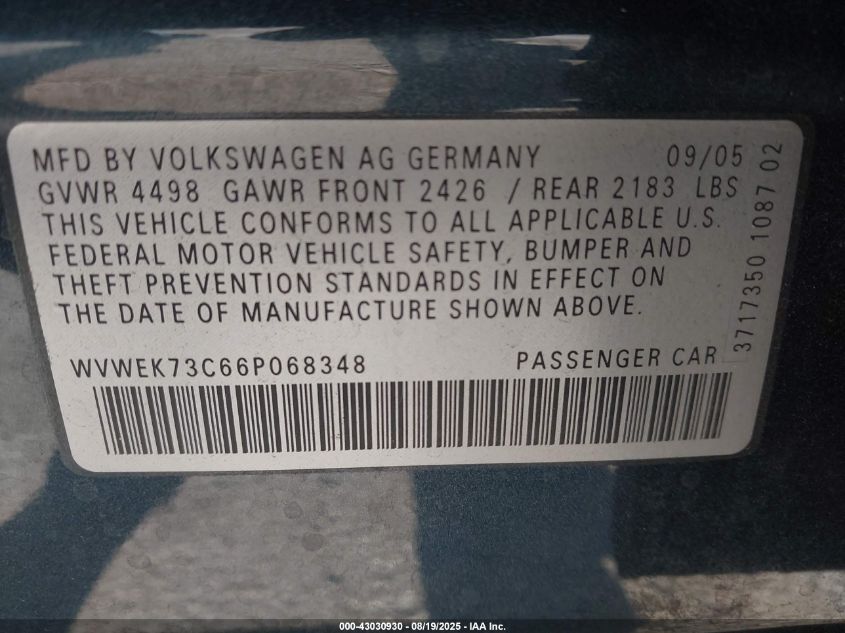 MFD BY VOLKSWAGEN AG GERMANY 09/05
GVWR 4498 GAWR FRONT 2426 / REAR 2183 LBS
THIS VEHICLE CONFORMS TO ALL APPLICABLE U.S.
FEDERAL MOTOR VEHICLE SAFETY, BUMPER AND
THEFT PREVENTION STANDARDS IN EFFECT ON
THE DATE OF MANUFACTURE SHOWN ABOVE.
WVWEK73C66P068348 PASSENGER CAR
3717350 1087 02
000-43030930 - 08/19/2025 - IAA Inc.